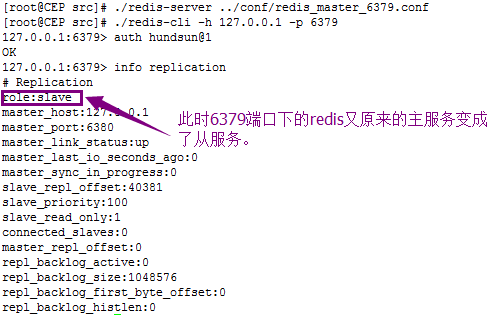 [root@CEP src]# ./redis-server ../conf/redis_master_6379.conf
[root@CEP src]# ./redis-cli -h 127.0.0.1 -p 6379
127.0.0.1:6379> auth hundsun@1
OK
127.0.0.1:6379> info replication
# Replication
role:slave
master_host:127.0.0.1
master_port:6380
master_link_status:up
master_last_io_seconds_ago:0
master_sync_in_progress:0
slave_repl_offset:40381
slave_priority:100
slave_read_only:1
connected_slaves:0
master_repl_offset:0
repl_backlog_active:0
repl_backlog_size:1048576
repl_backlog_first_byte_offset:0
repl_backlog_histlen:0
此时6379端口下的redis又原来的主服务变成
了从服务。